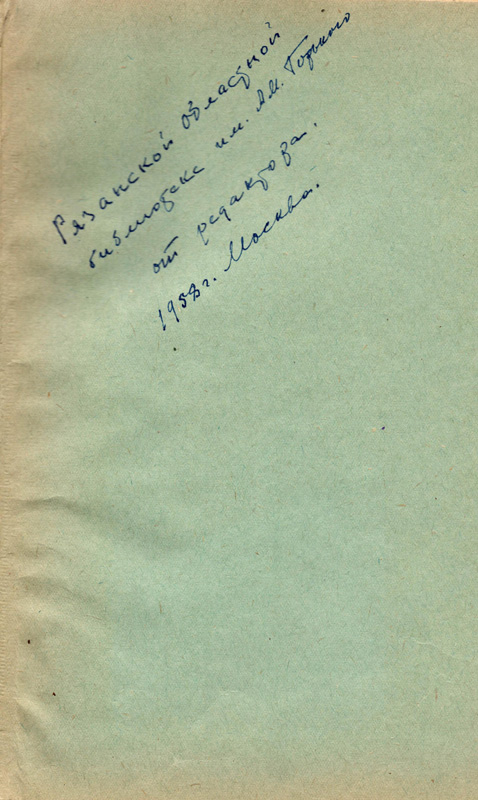 Рязанской областной
библиотеке им. А.М. Горького
от редактора.
1958г. Москва.